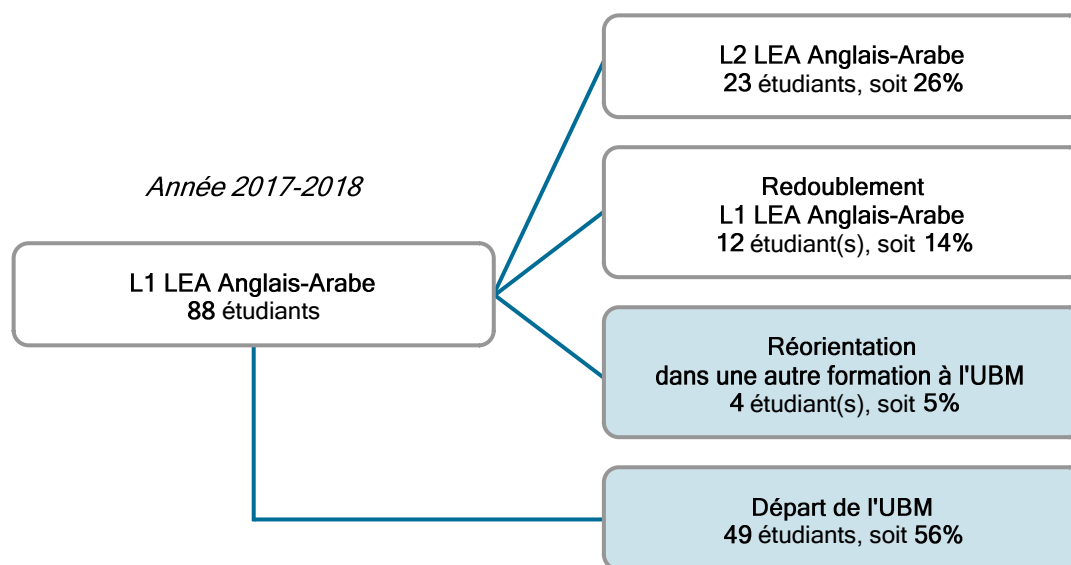 Année 2017-2018
L1 LEA Anglais-Arabe
88 étudiants
L2 LEA Anglais-Arabe
23 étudiants, soit 26%
Redoublement
L1 LEA Anglais-Arabe
12 étudiant(s), soit 14%
Réorientation
dans une autre formation à l'UBM
4 étudiant(s), soit 5%
Départ de l'UBM
49 étudiants, soit 56%